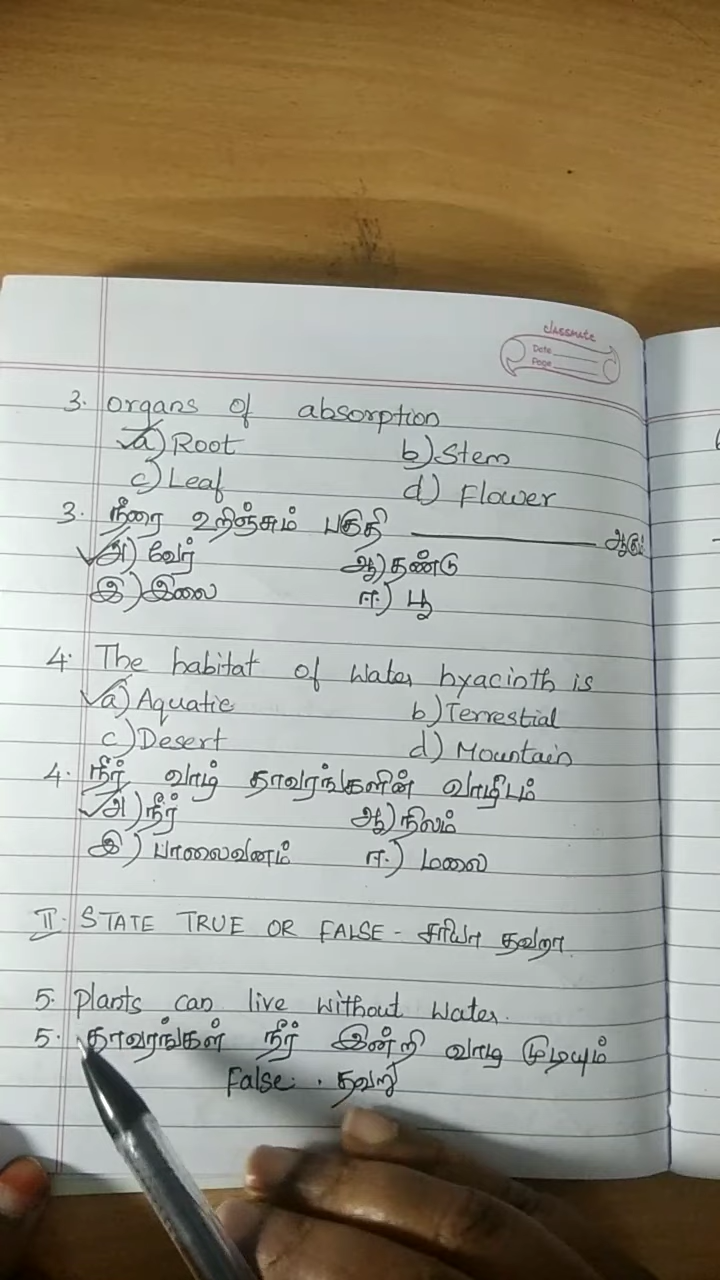 classmate
Date
Page
3. Organs of absorption
a) Root b) Stem
c) Leaf d) Flower
3. நீரை உறிஞ்சும் பகுதி __________ ஆகும்
அ) வேர் ஆ) தண்டு
இ) இலை ஈ) பூ
4. The habitat of water hyacinth is
a) Aquatic b) Terrestial
c) Desert d) Mountain
4. நீர் வாழ் தாவரங்களின் வாழிடம்
அ) நீர் ஆ) நிலம்
இ) பாலைவனம் ஈ) மலை
II. STATE TRUE OR FALSE - சரியா தவறா.
5. Plants can live without water.
5. தாவரங்கள் நீர் இன்றி வாழ முடியும்
False. தவறு